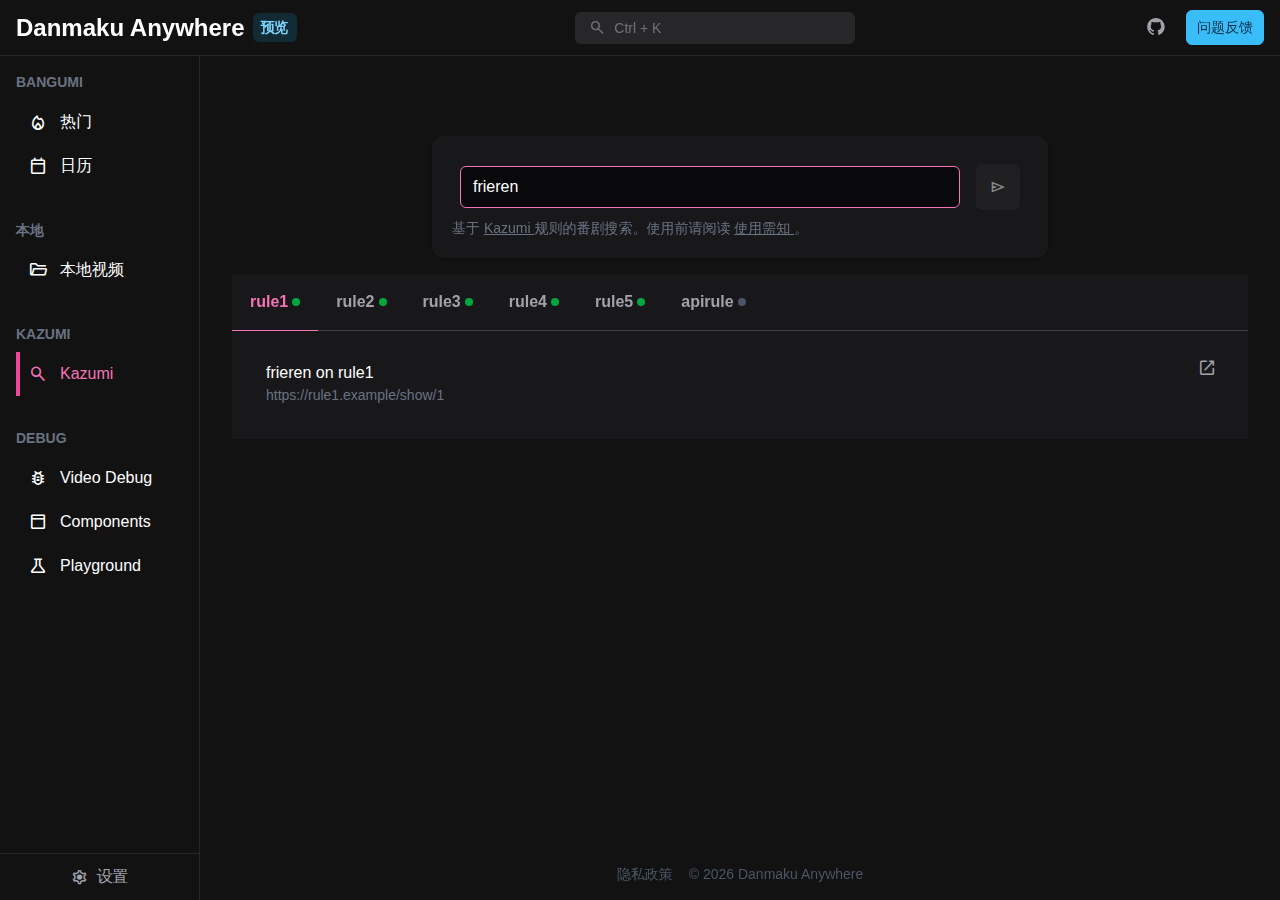 Danmaku Anywhere 预览
Ctrl + K
问题反馈
BANGUMI
热门
日历
本地
本地视频
KAZUMI
Kazumi
DEBUG
Video Debug
Components
Playground
设置
frieren
基于 Kazumi 规则的番剧搜索。使用前请阅读 使用需知 。
rule1 rule2 rule3 rule4 rule5 apirule
frieren on rule1
https://rule1.example/show/1
隐私政策 © 2026 Danmaku Anywhere